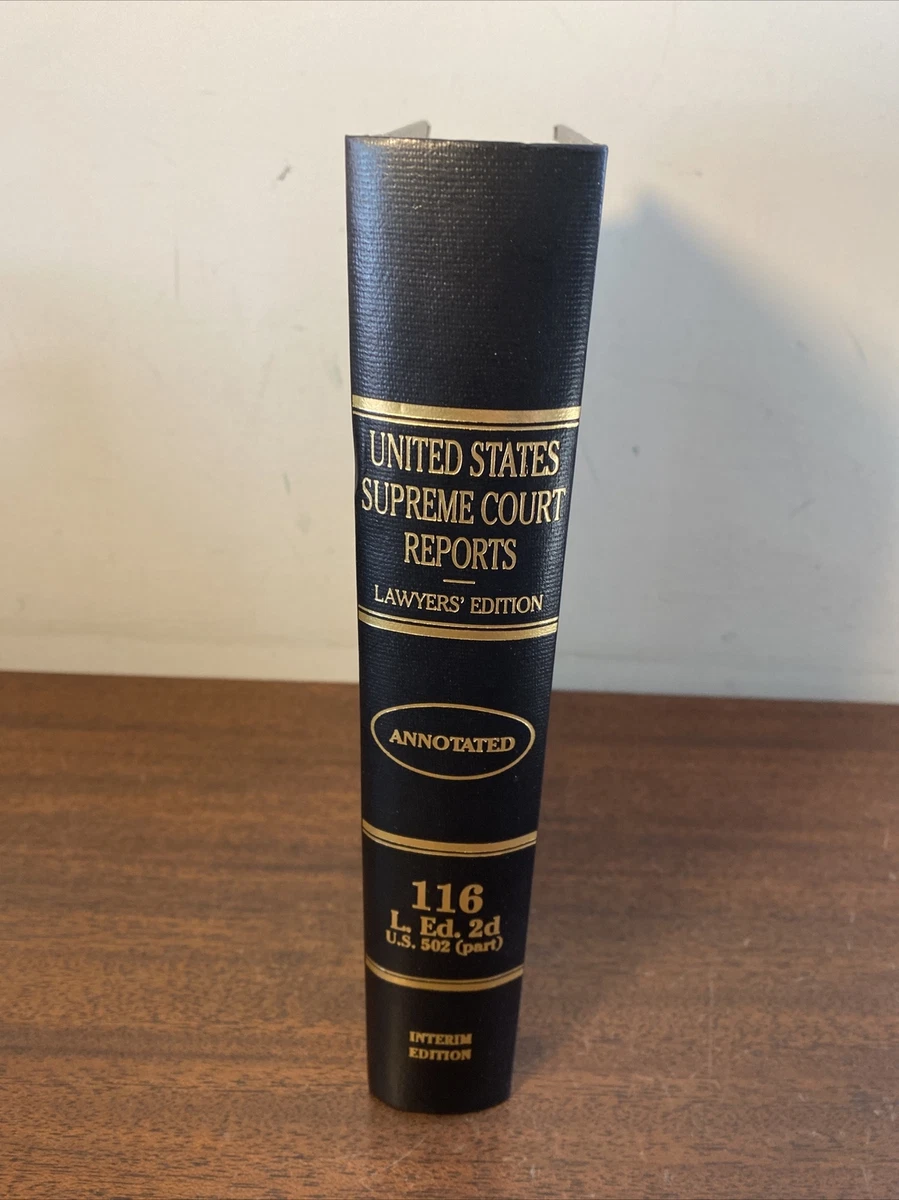 UNITED STATES
SUPREME COURT
REPORTS
LAWYERS' EDITION
ANNOTATED
116
L. Ed. 2d
U.S. 502 (part)
INTERIM
EDITION